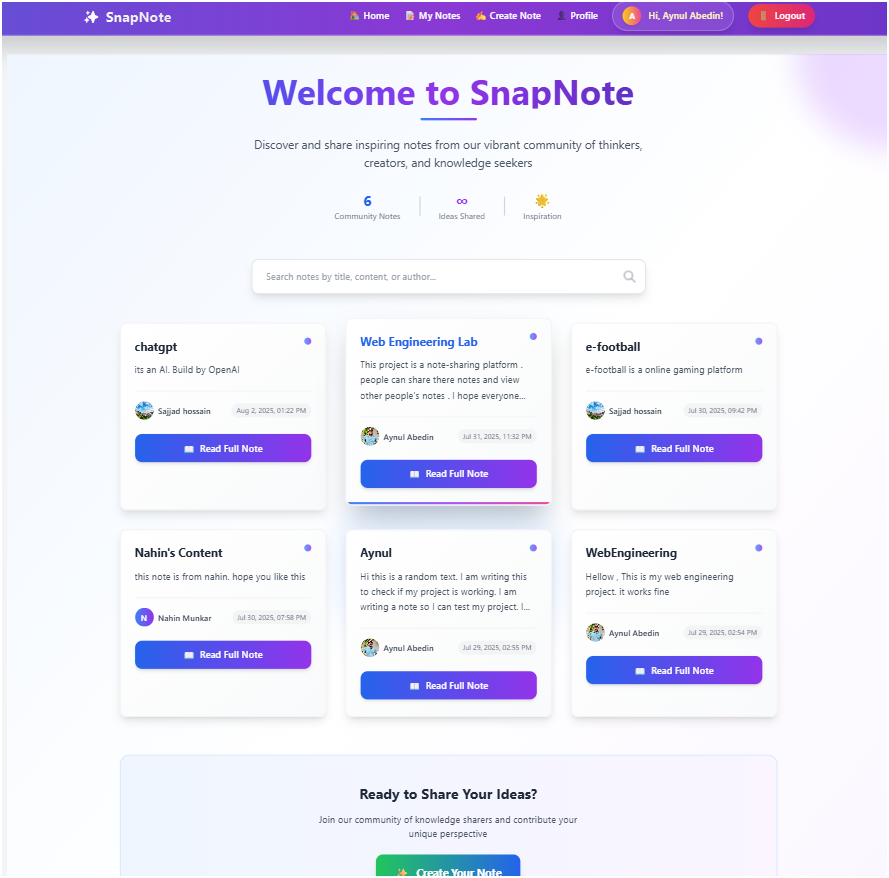 SnapNote
Home My Notes Create Note Profile A Hi, Aynul Abedin! Logout
Welcome to SnapNote
Discover and share inspiring notes from our vibrant community of thinkers,
creators, and knowledge seekers
6 ∞
Community Notes Ideas Shared Inspiration
Search notes by title, content, or author...
chatgpt
its an AI. Build by OpenAI
Sajjad hossain Aug 2, 2025, 01:22 PM
Read Full Note
Web Engineering Lab
This project is a note-sharing platform .
people can share there notes and view
other people's notes . I hope everyone...
Aynul Abedin Jul 31, 2025, 11:32 PM
Read Full Note
e-football
e-football is a online gaming platform
Sajjad hossain Jul 30, 2025, 09:42 PM
Read Full Note
Nahin's Content
this note is from nahin. hope you like this
N Nahin Munkar Jul 30, 2025, 07:58 PM
Read Full Note
Aynul
Hi this is a random text. I am writing this
to check if my project is working. I am
writing a note so I can test my project. I...
Aynul Abedin Jul 29, 2025, 02:55 PM
Read Full Note
WebEngineering
Hellow , This is my web engineering
project. it works fine
Aynul Abedin Jul 29, 2025, 02:54 PM
Read Full Note
Ready to Share Your Ideas?
Join our community of knowledge sharers and contribute your
unique perspective
Create Your Note